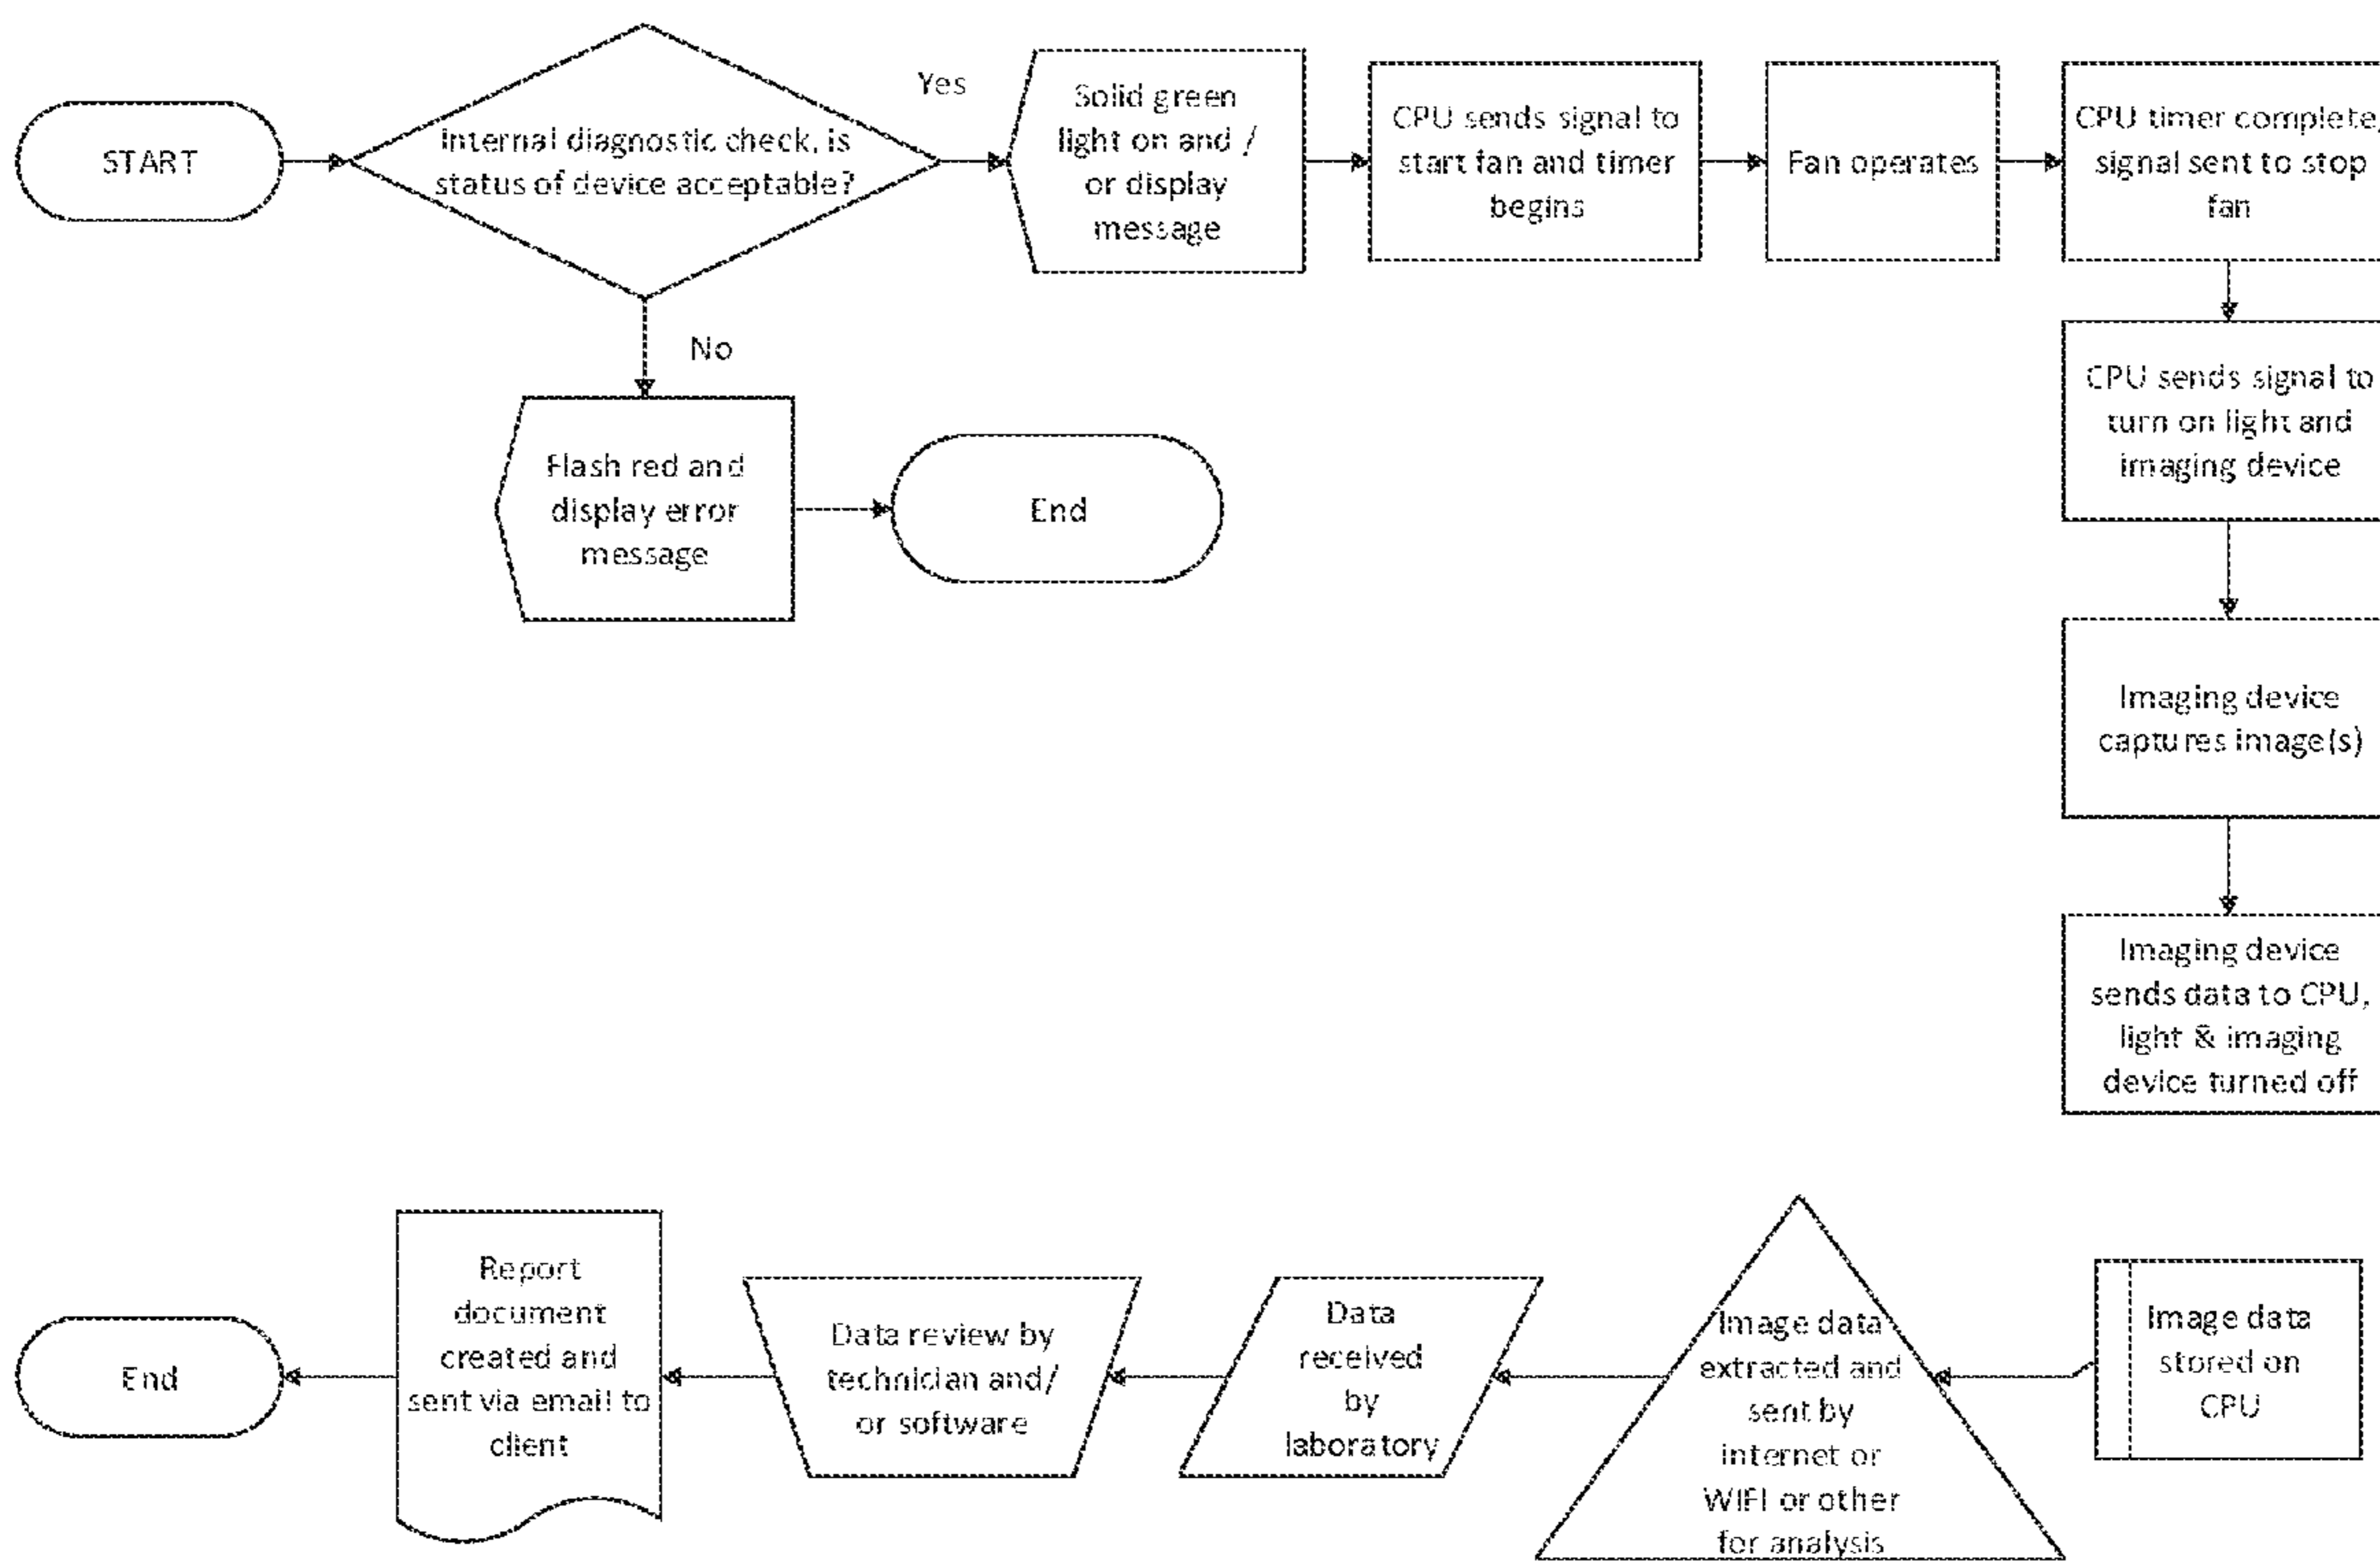 START
Internal diagnostic check, is
status of device acceptable?
Yes
Solid green
light on and /
or display
message
CPU sends signal to
start fan and timer
begins
Fan operates
CPU timer complete,
signal sent to stop
fan
No
Flash red and
display error
message
End
CPU sends signal to
turn on light and
imaging device
Imaging device
captures image(s)
Imaging device
sends data to CPU,
light & imaging
device turned off
Image data
stored on
CPU
Image data
extracted and
sent by
internet or
WIFI or other
for analysis
Data
received
by
laboratory
Data review by
technician and/
or software
Report
document
created and
sent via email to
client
End